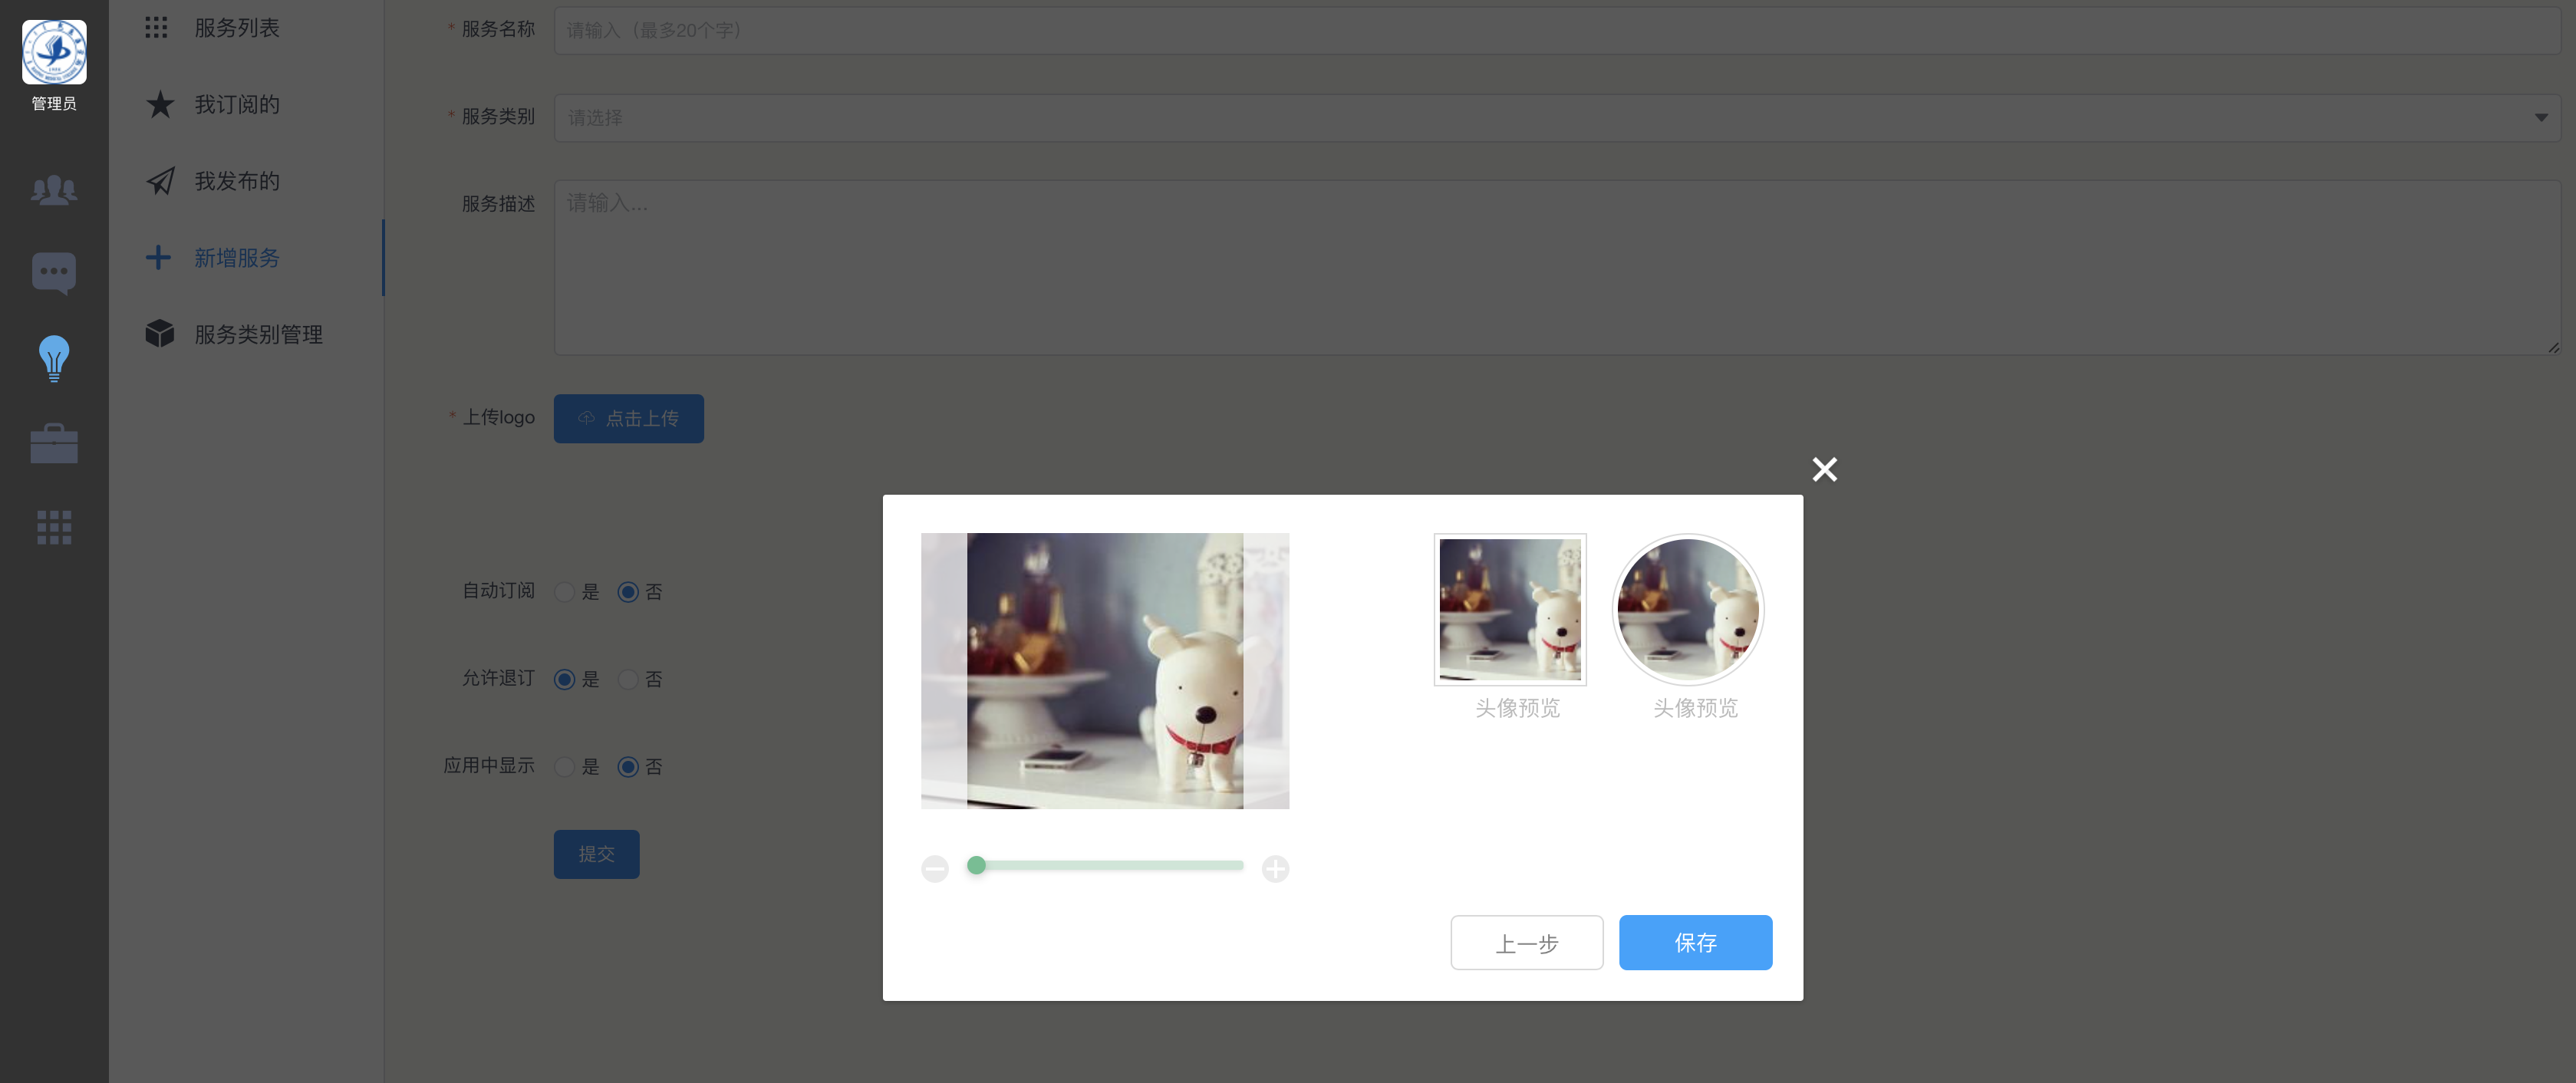 管理员
服务列表
我订阅的
我发布的
新增服务
服务类别管理
* 服务名称
请输入（最多20个字）
* 服务类别
请选择
服务描述
请输入...
* 上传logo
点击上传
自动订阅 是 否
允许退订 是 否
应用中显示 是 否
提交
头像预览
头像预览
上一步
保存